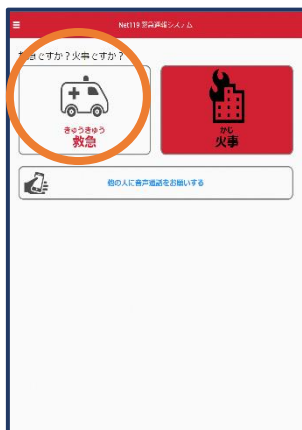 Net119 緊急通報システム
救急ですか？火事ですか？
きゅうきゅう
救急
かじ
火事
他の人に音声通話をお願いする